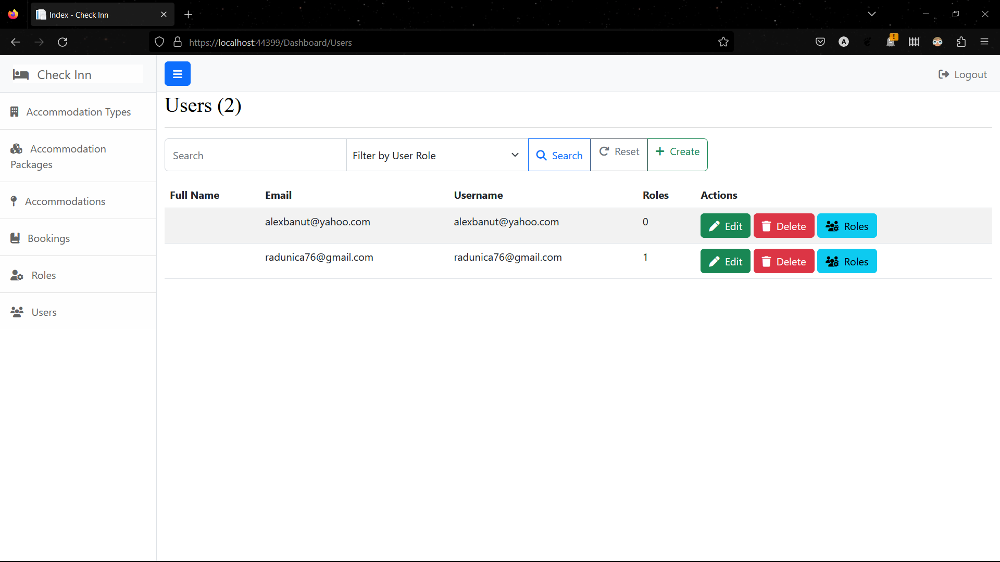 Index - Check Inn
https://localhost:44399/Dashboard/Users
A
!
Check Inn
Logout
Accommodation Types
Accommodation
Packages
Accommodations
Bookings
Roles
Users
Users (2)
Search
Filter by User Role
Search
Reset
Create
Full Name Email Username Roles Actions
alexbanut@yahoo.com alexbanut@yahoo.com 0 Edit Delete Roles
radunica76@gmail.com radunica76@gmail.com 1 Edit Delete Roles